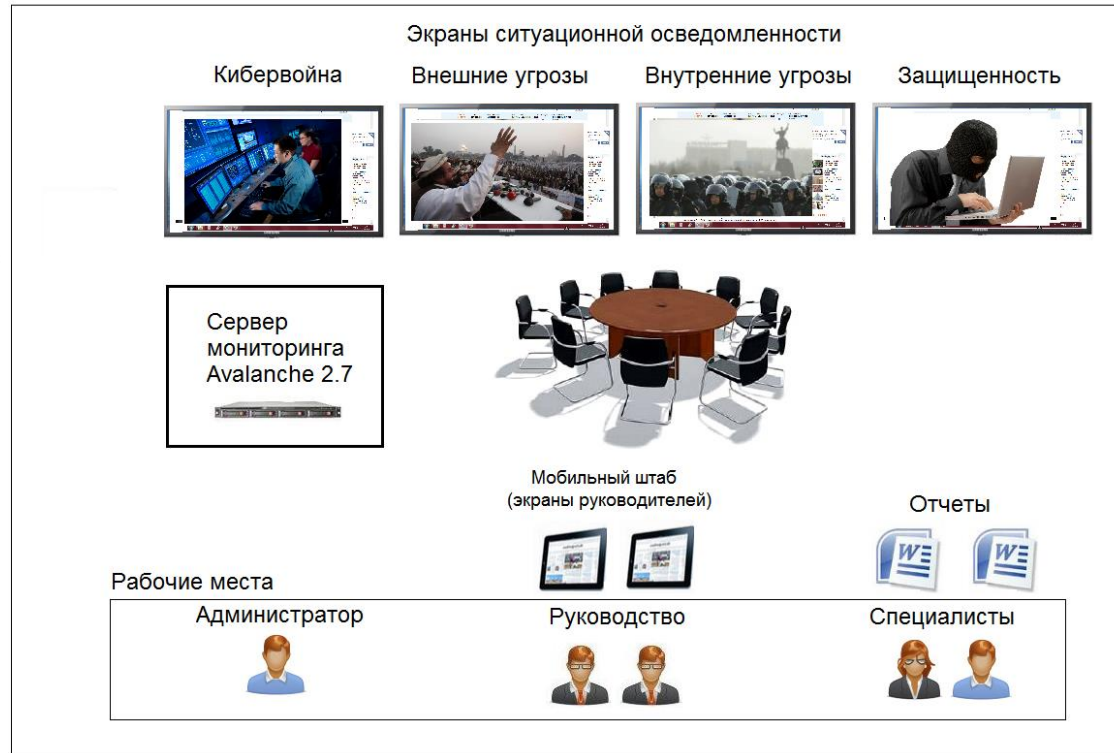 Экраны ситуационной осведомленности
Кибервойна
Внешние угрозы
Внутренние угрозы
Защищенность
Сервер
мониторинга
Avalanche 2.7
Мобильный штаб
(экраны руководителей)
Отчеты
Рабочие места
Администратор
Руководство
Специалисты